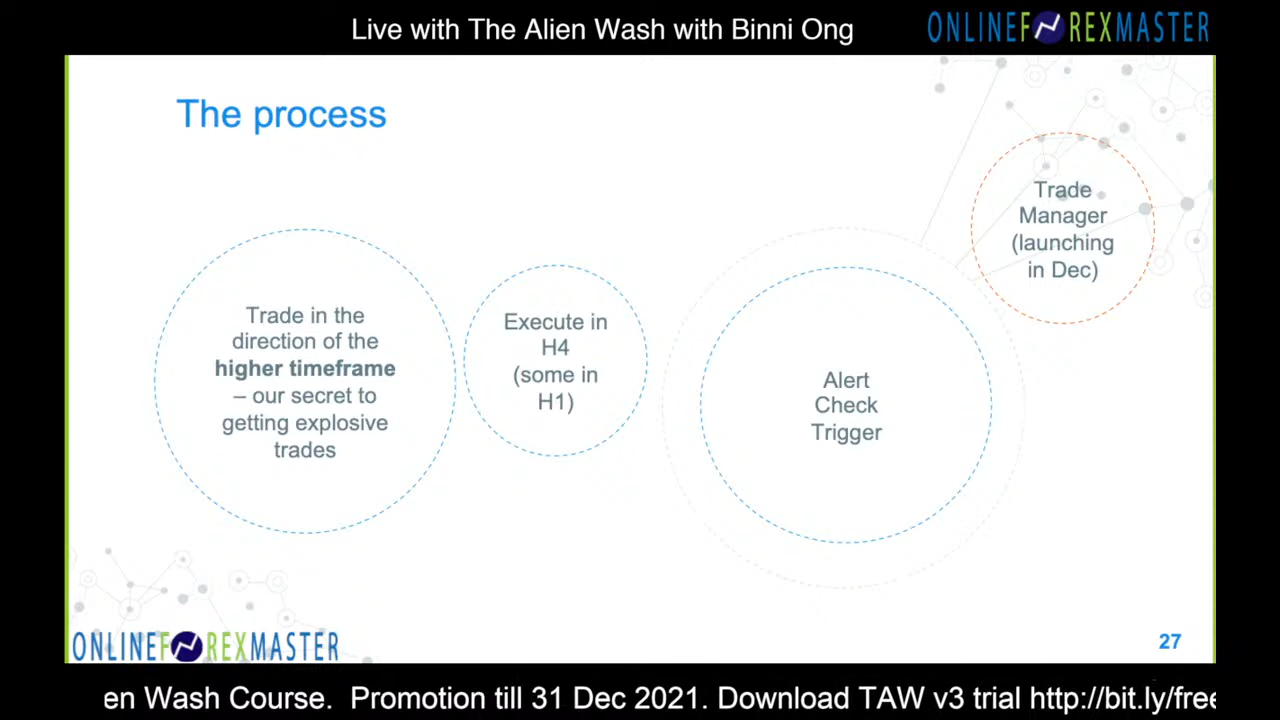 Live with The Alien Wash with Binni Ong
ONLINEFOREXMASTER
The process
Trade in the
direction of the
higher timeframe
– our secret to
getting explosive
trades
Execute in
H4
(some in
H1)
Alert
Check
Trigger
Trade
Manager
(launching
in Dec)
ONLINEFOREXMASTER
27
en Wash Course.  Promotion till 31 Dec 2021. Download TAW v3 trial http://bit.ly/free